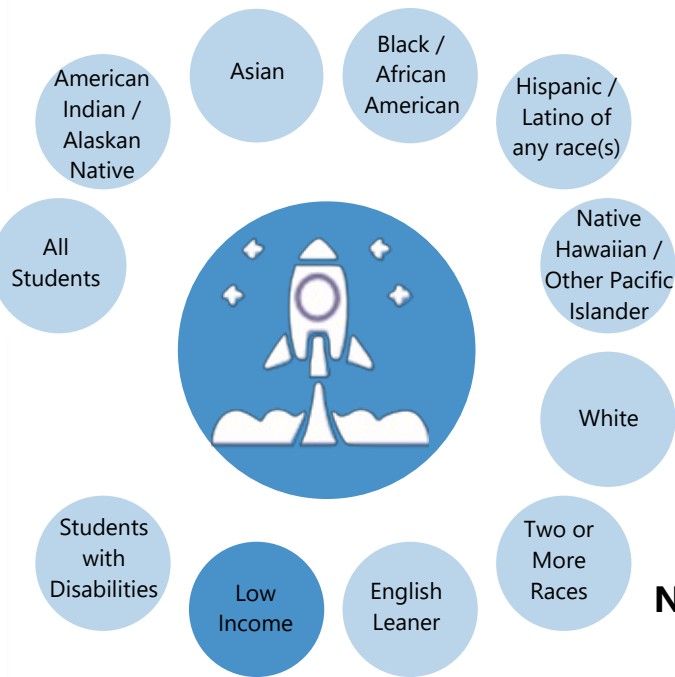 American
Indian /
Alaskan
Native
Asian
Black /
African
American
Hispanic /
Latino of
any race(s)
All
Students
Native
Hawaiian /
Other Pacific
Islander
White
Students
with
Disabilities
Low
Income
English
Leaner
Two or
More
Races
N